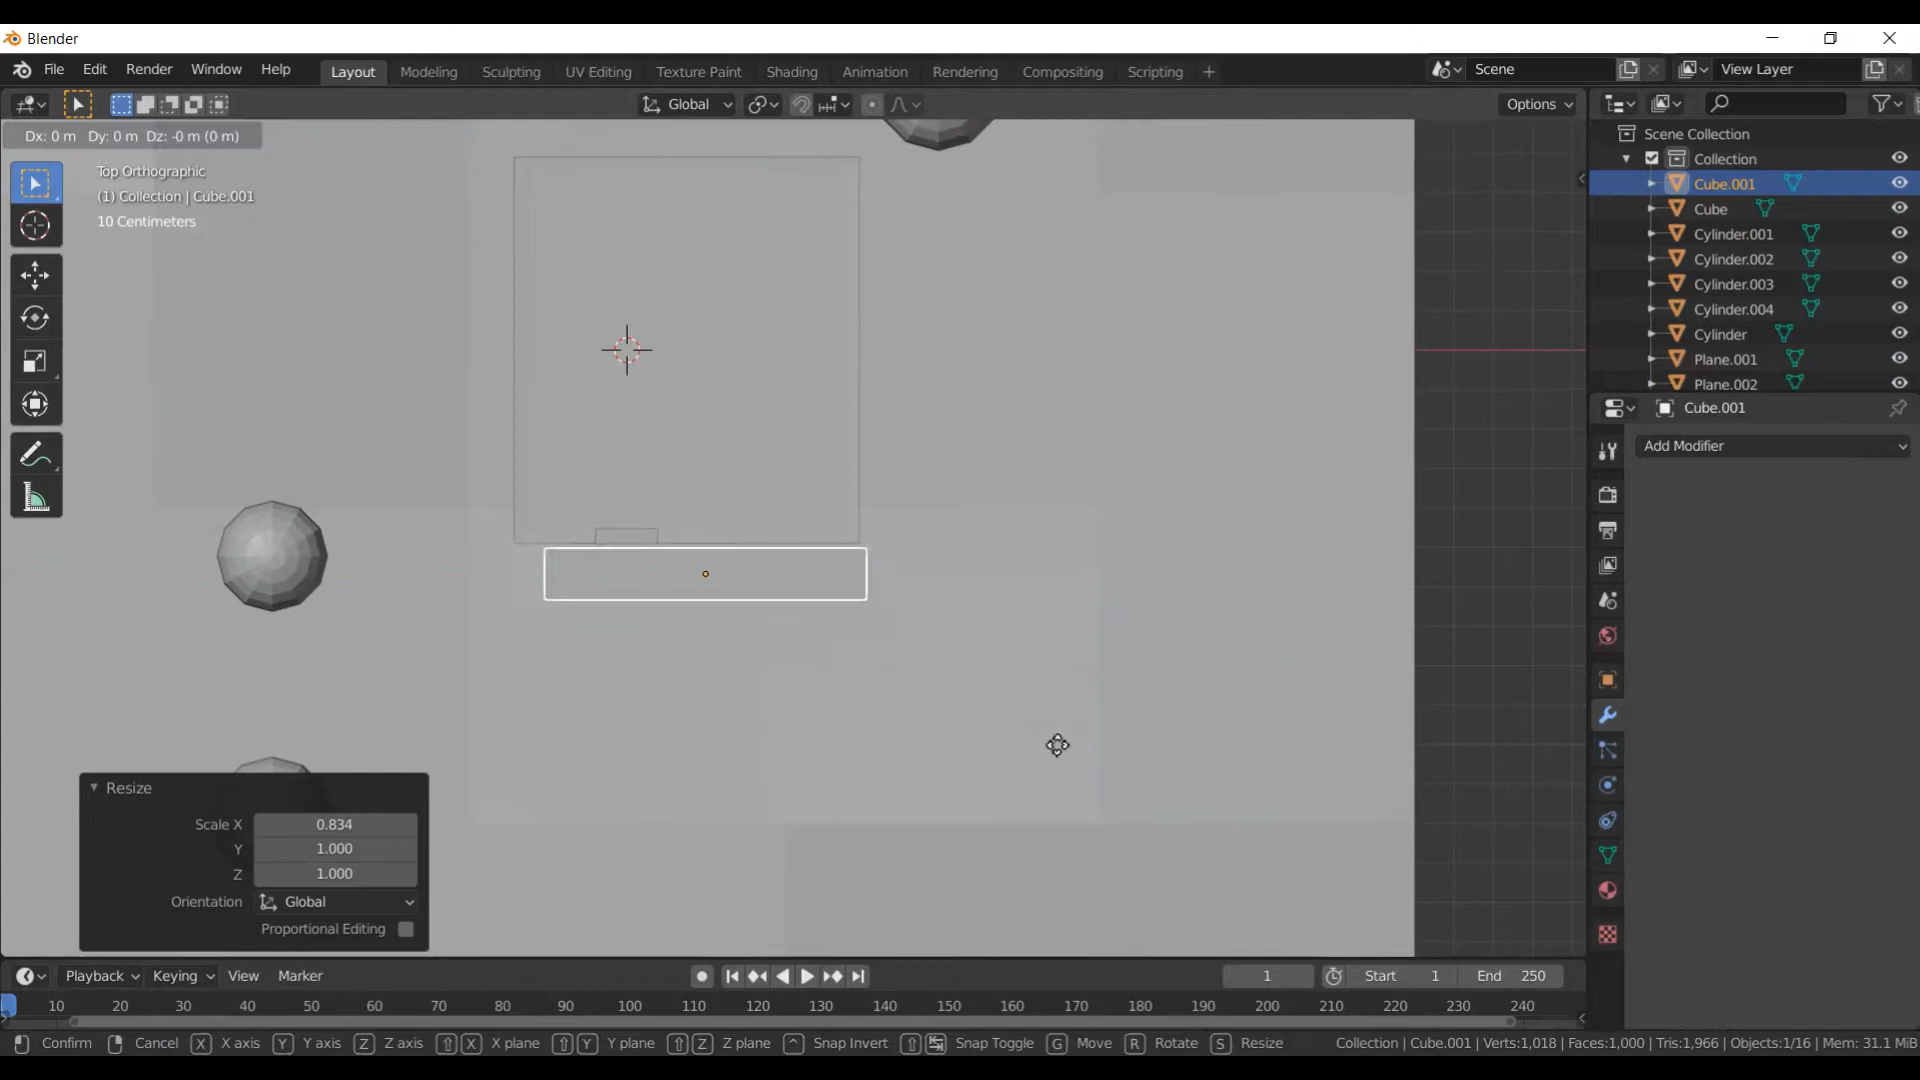 Blender
File Edit Render Window Help Layout Modeling Sculpting UV Editing Texture Paint Shading Animation Rendering Compositing Scripting + Scene View Layer
Global Options
Dx: 0 m Dy: 0 m Dz: -0 m (0 m)
Top Orthographic
(1) Collection | Cube.001
10 Centimeters
Scene Collection
Collection
Cube.001
Cube
Cylinder.001
Cylinder.002
Cylinder.003
Cylinder.004
Cylinder
Plane.001
Plane.002
Cube.001
Add Modifier
Resize
Scale X 0.834
Y 1.000
Z 1.000
Orientation Global
Proportional Editing
Playback Keying View Marker 1 Start 1 End 250
10 20 30 40 50 60 70 80 90 100 110 120 130 140 150 160 170 180 190 200 210 220 230 240
Confirm Cancel X X axis Y Y axis Z Z axis X X plane Y Y plane Z Z plane Snap Invert Snap Toggle G Move R Rotate S Resize Collection | Cube.001 | Verts:1,018 | Faces:1,000 | Tris:1,966 | Objects:1/16 | Mem: 31.1 MiB